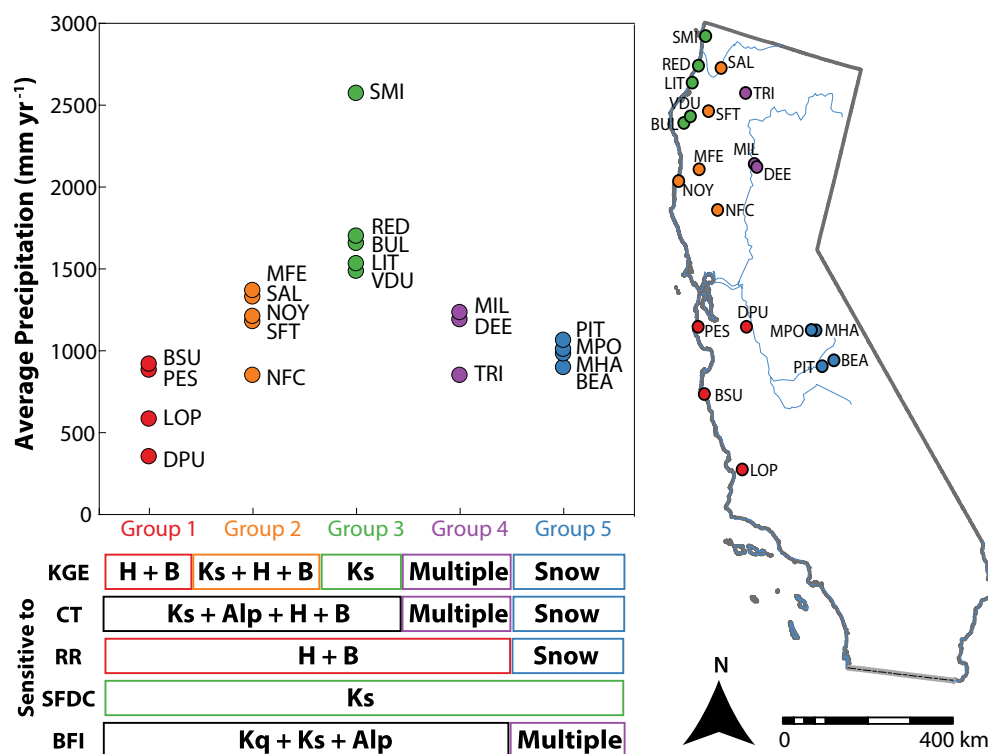 3000
2500
2000
1500
1000
500
0
Average Precipitation (mm yr⁻¹)
SMI
RED
BUL
LIT
VDU
MFE
SAL
NOY
SFT
NFC
BSU
PES
LOP
DPU
MIL
DEE
TRI
PIT
MPO
MHA
BEA
Group 1 Group 2 Group 3 Group 4 Group 5
Sensitive to
KGE H + B Ks + H + B Ks Multiple Snow
CT Ks + Alp + H + B Multiple Snow
RR H + B Snow
SFDC Ks
BFI Kq + Ks + Alp Multiple
SMI
RED SAL
LIT TRI
VDU SFT
BUL
MFE MIL
DEE
NOY
NFC
DPU
PES MPO MHA
PIT BEA
BSU
LOP
N
0 400 km